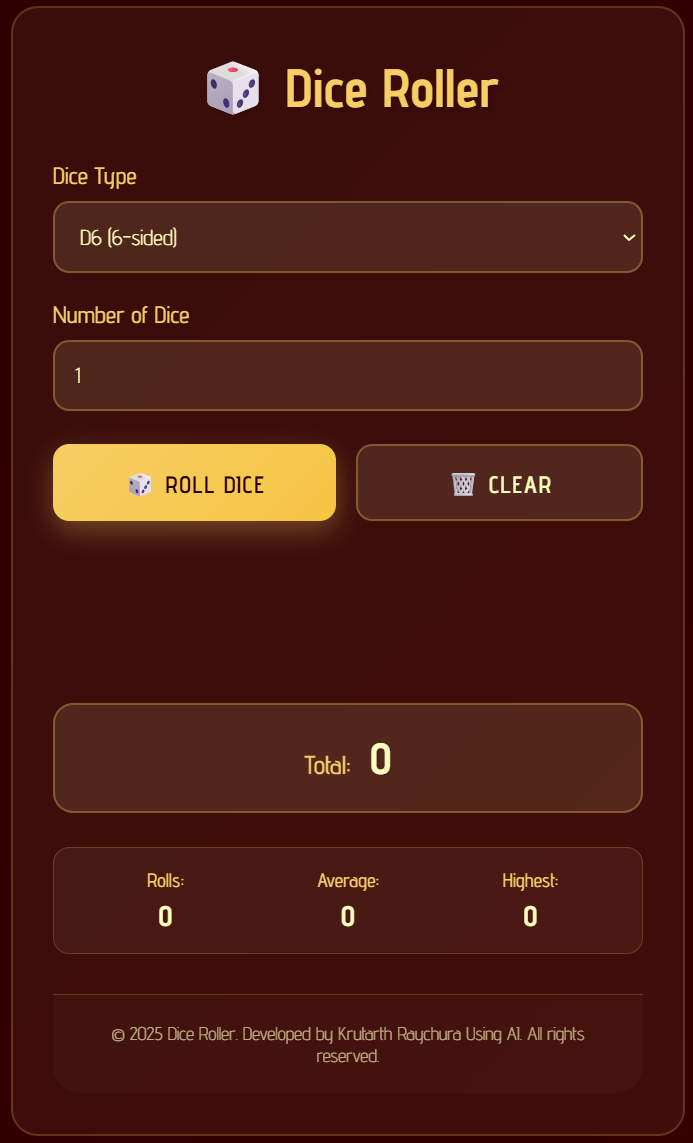 Dice Roller
Dice Type
D6 (6-sided)
Number of Dice
1
ROLL DICE
CLEAR
Total: 0
Rolls: Average: Highest:
0 0 0
© 2025 Dice Roller. Developed by Krutarth Raychura Using AI. All rights
reserved.